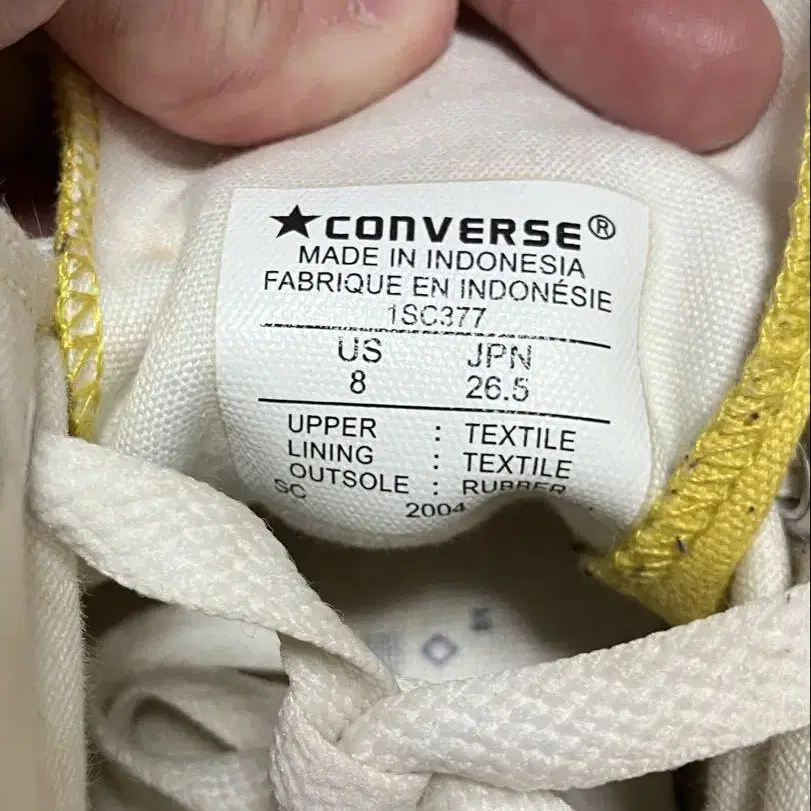 ★CONVERSE®
MADE IN INDONESIA
FABRIQUE EN INDONÉSIE
1SC377
US JPN
8 26.5
UPPER : TEXTILE
LINING : TEXTILE
OUTSOLE : RUBBER
SC 2004